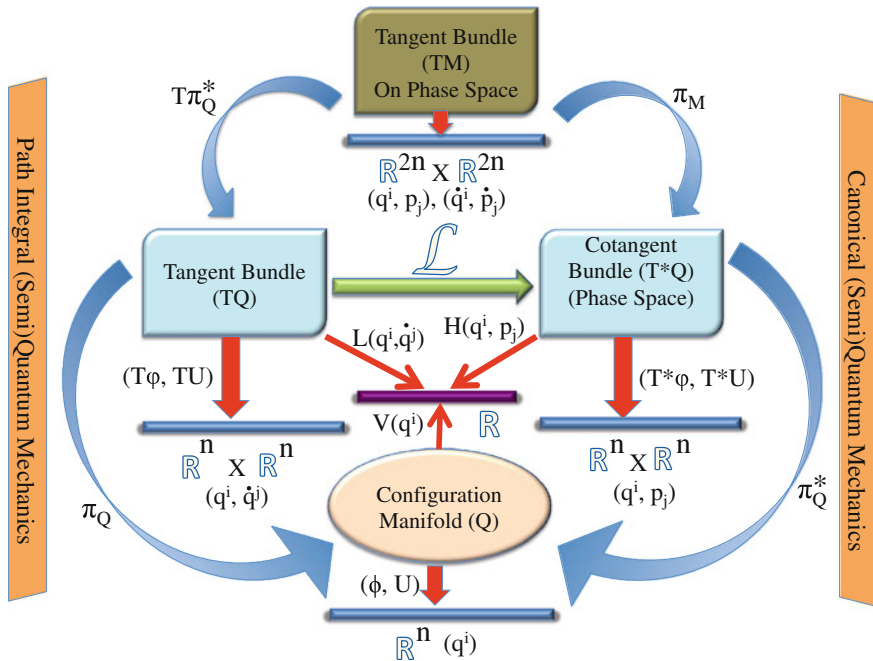 Tangent Bundle
(TM)
On Phase Space
Tπ*Q
πM
ℝ²ⁿ X ℝ²ⁿ
(qⁱ, pⱼ), (q̇ⁱ, ṗⱼ)
Path Integral (Semi)Quantum Mechanics
Canonical (Semi)Quantum Mechanics
Tangent Bundle
(TQ)
ℒ
Cotangent
Bundle (T*Q)
(Phase Space)
L(qⁱ, q̇ʲ)
H(qⁱ, pⱼ)
(Tφ, TU)
(T*φ, T*U)
V(qⁱ)
ℝ
ℝⁿ X ℝⁿ
(qⁱ, q̇ʲ)
ℝⁿ X ℝⁿ
(qⁱ, pⱼ)
Configuration
Manifold (Q)
πQ
π*Q
(ϕ, U)
ℝⁿ (qⁱ)